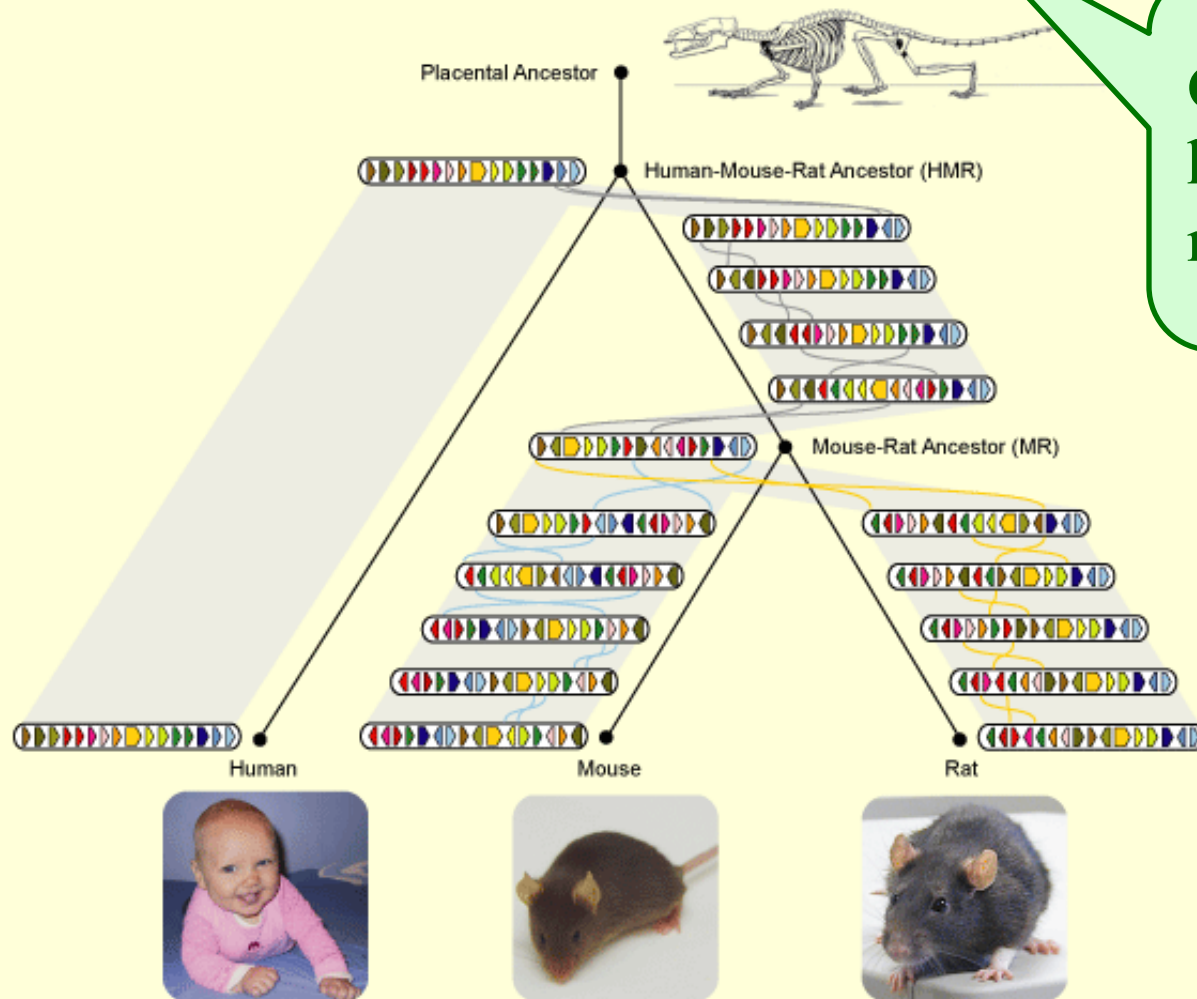 Placental Ancestor
Human-Mouse-Rat Ancestor (HMR)
Mouse-Rat Ancestor (MR)
Human
Mouse
Rat